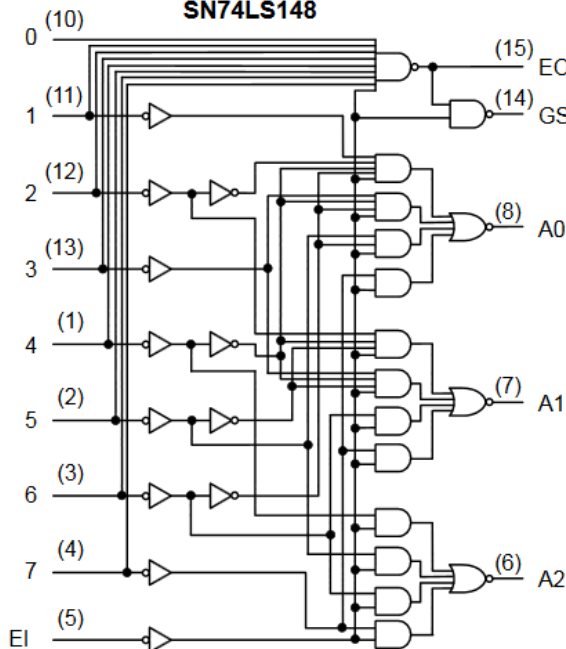 SN74LS148
0 (10)
(15) EO
(14) GS
1 (11)
2 (12)
(8) A0
3 (13)
4 (1)
(7) A1
5 (2)
6 (3)
7 (4)
(6) A2
EI (5)